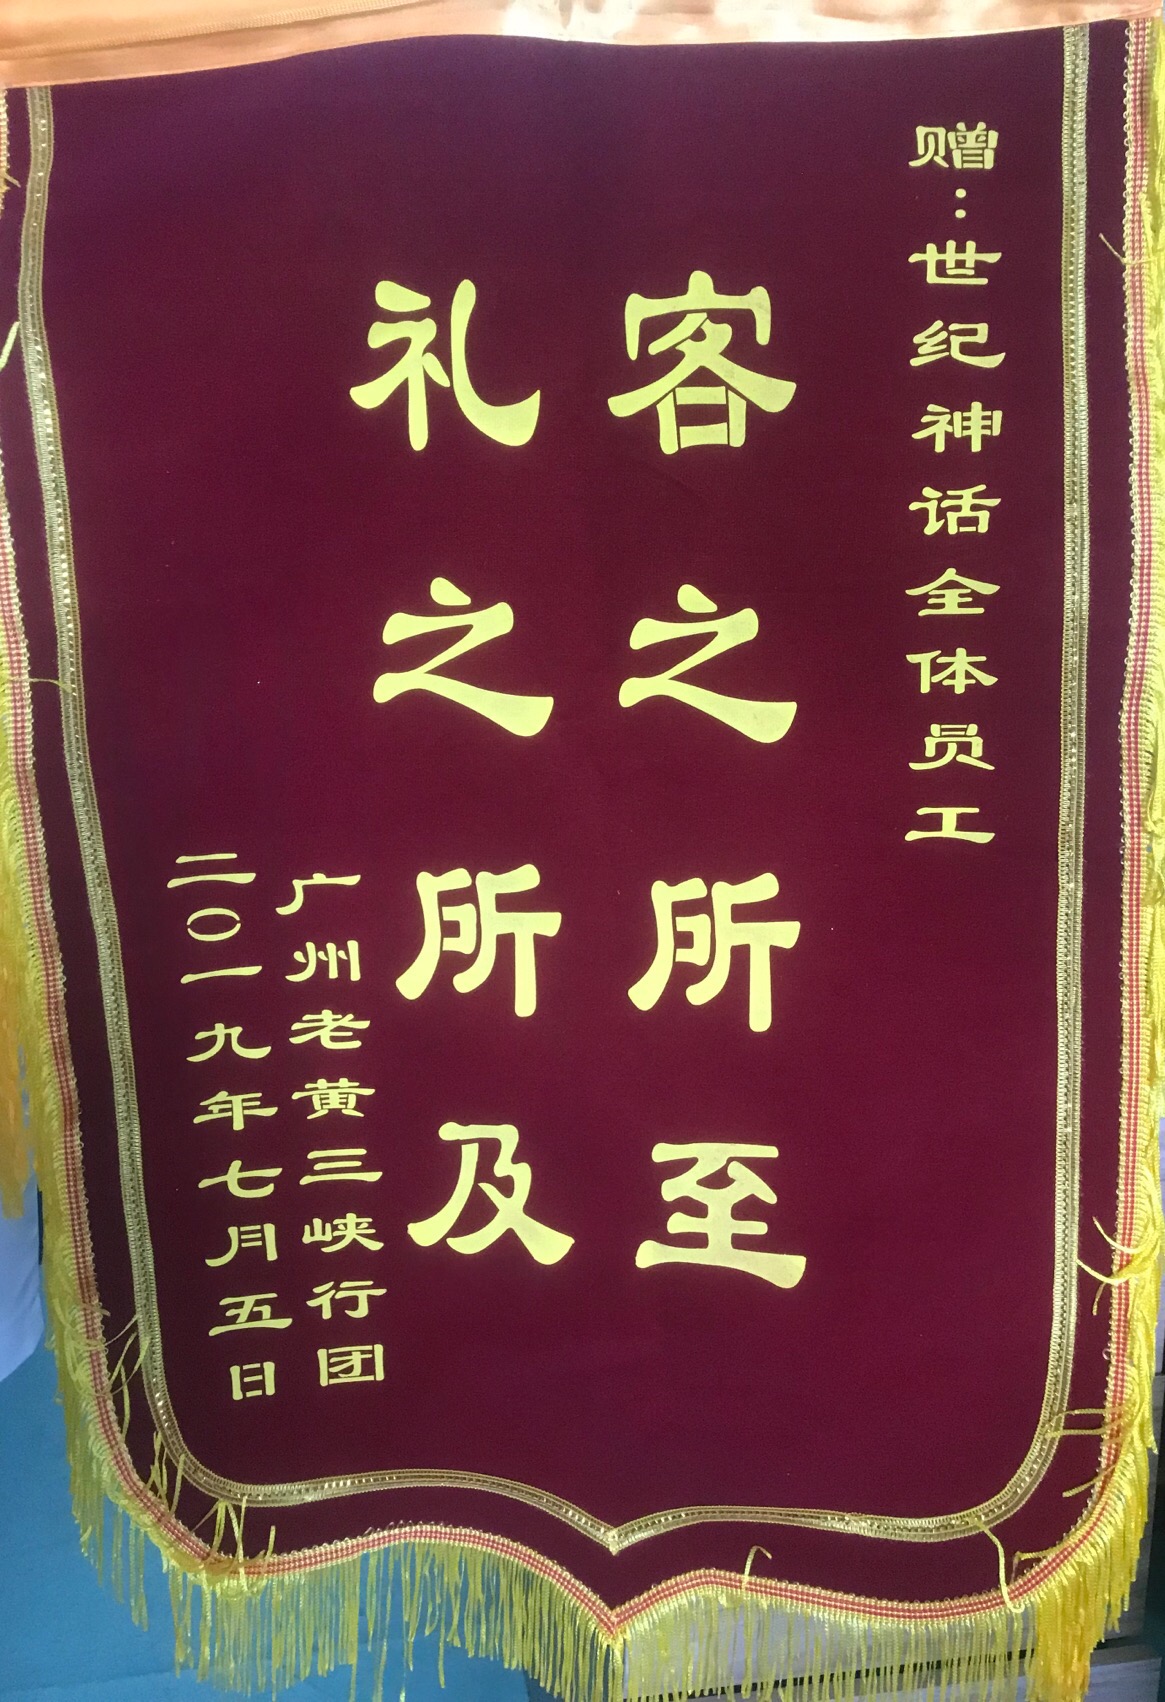 赠：世纪神话全体员工
客之所至
礼之所及
广州老黄三峡行团
二〇一九年七月五日